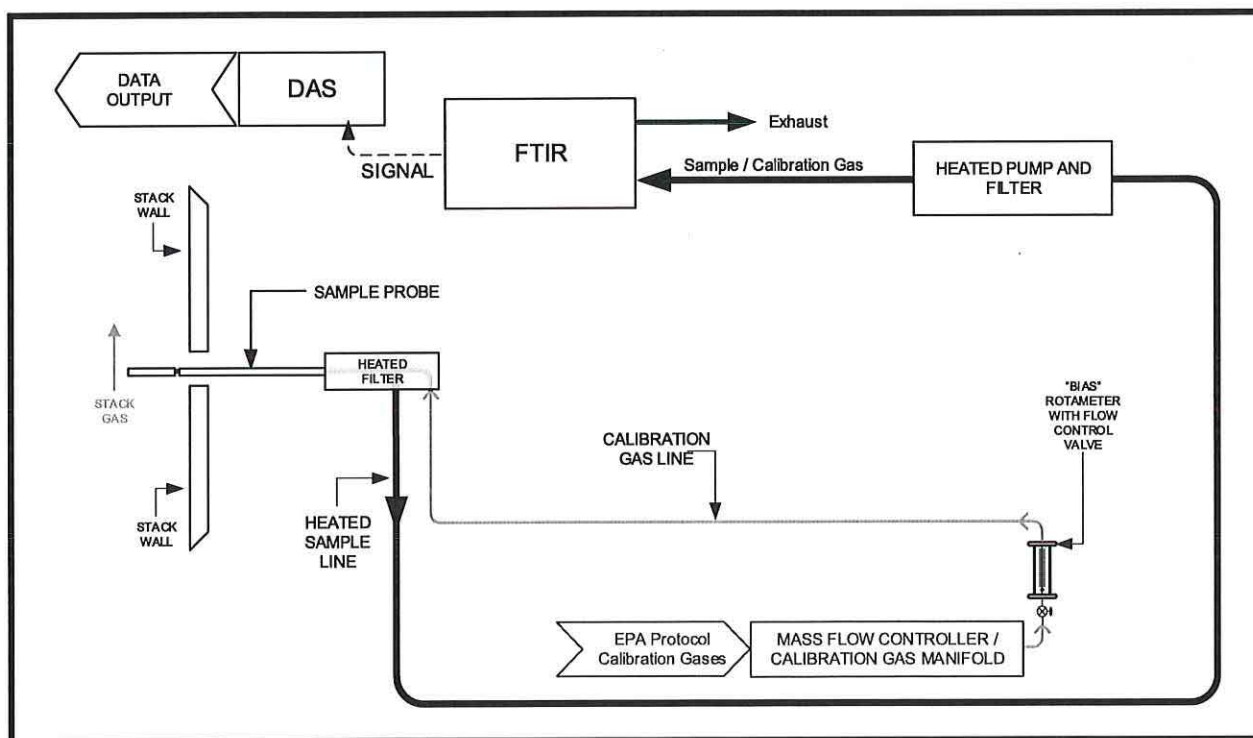 DATA
OUTPUT
DAS
FTIR
Exhaust
SIGNAL
Sample / Calibration Gas
HEATED PUMP AND
FILTER
STACK
WALL
SAMPLE PROBE
HEATED
FILTER
STACK
GAS
"BIAS"
ROTAMETER
WITH FLOW
CONTROL
VALVE
CALIBRATION
GAS LINE
STACK
WALL
HEATED
SAMPLE
LINE
EPA Protocol
Calibration Gases
MASS FLOW CONTROLLER /
CALIBRATION GAS MANIFOLD